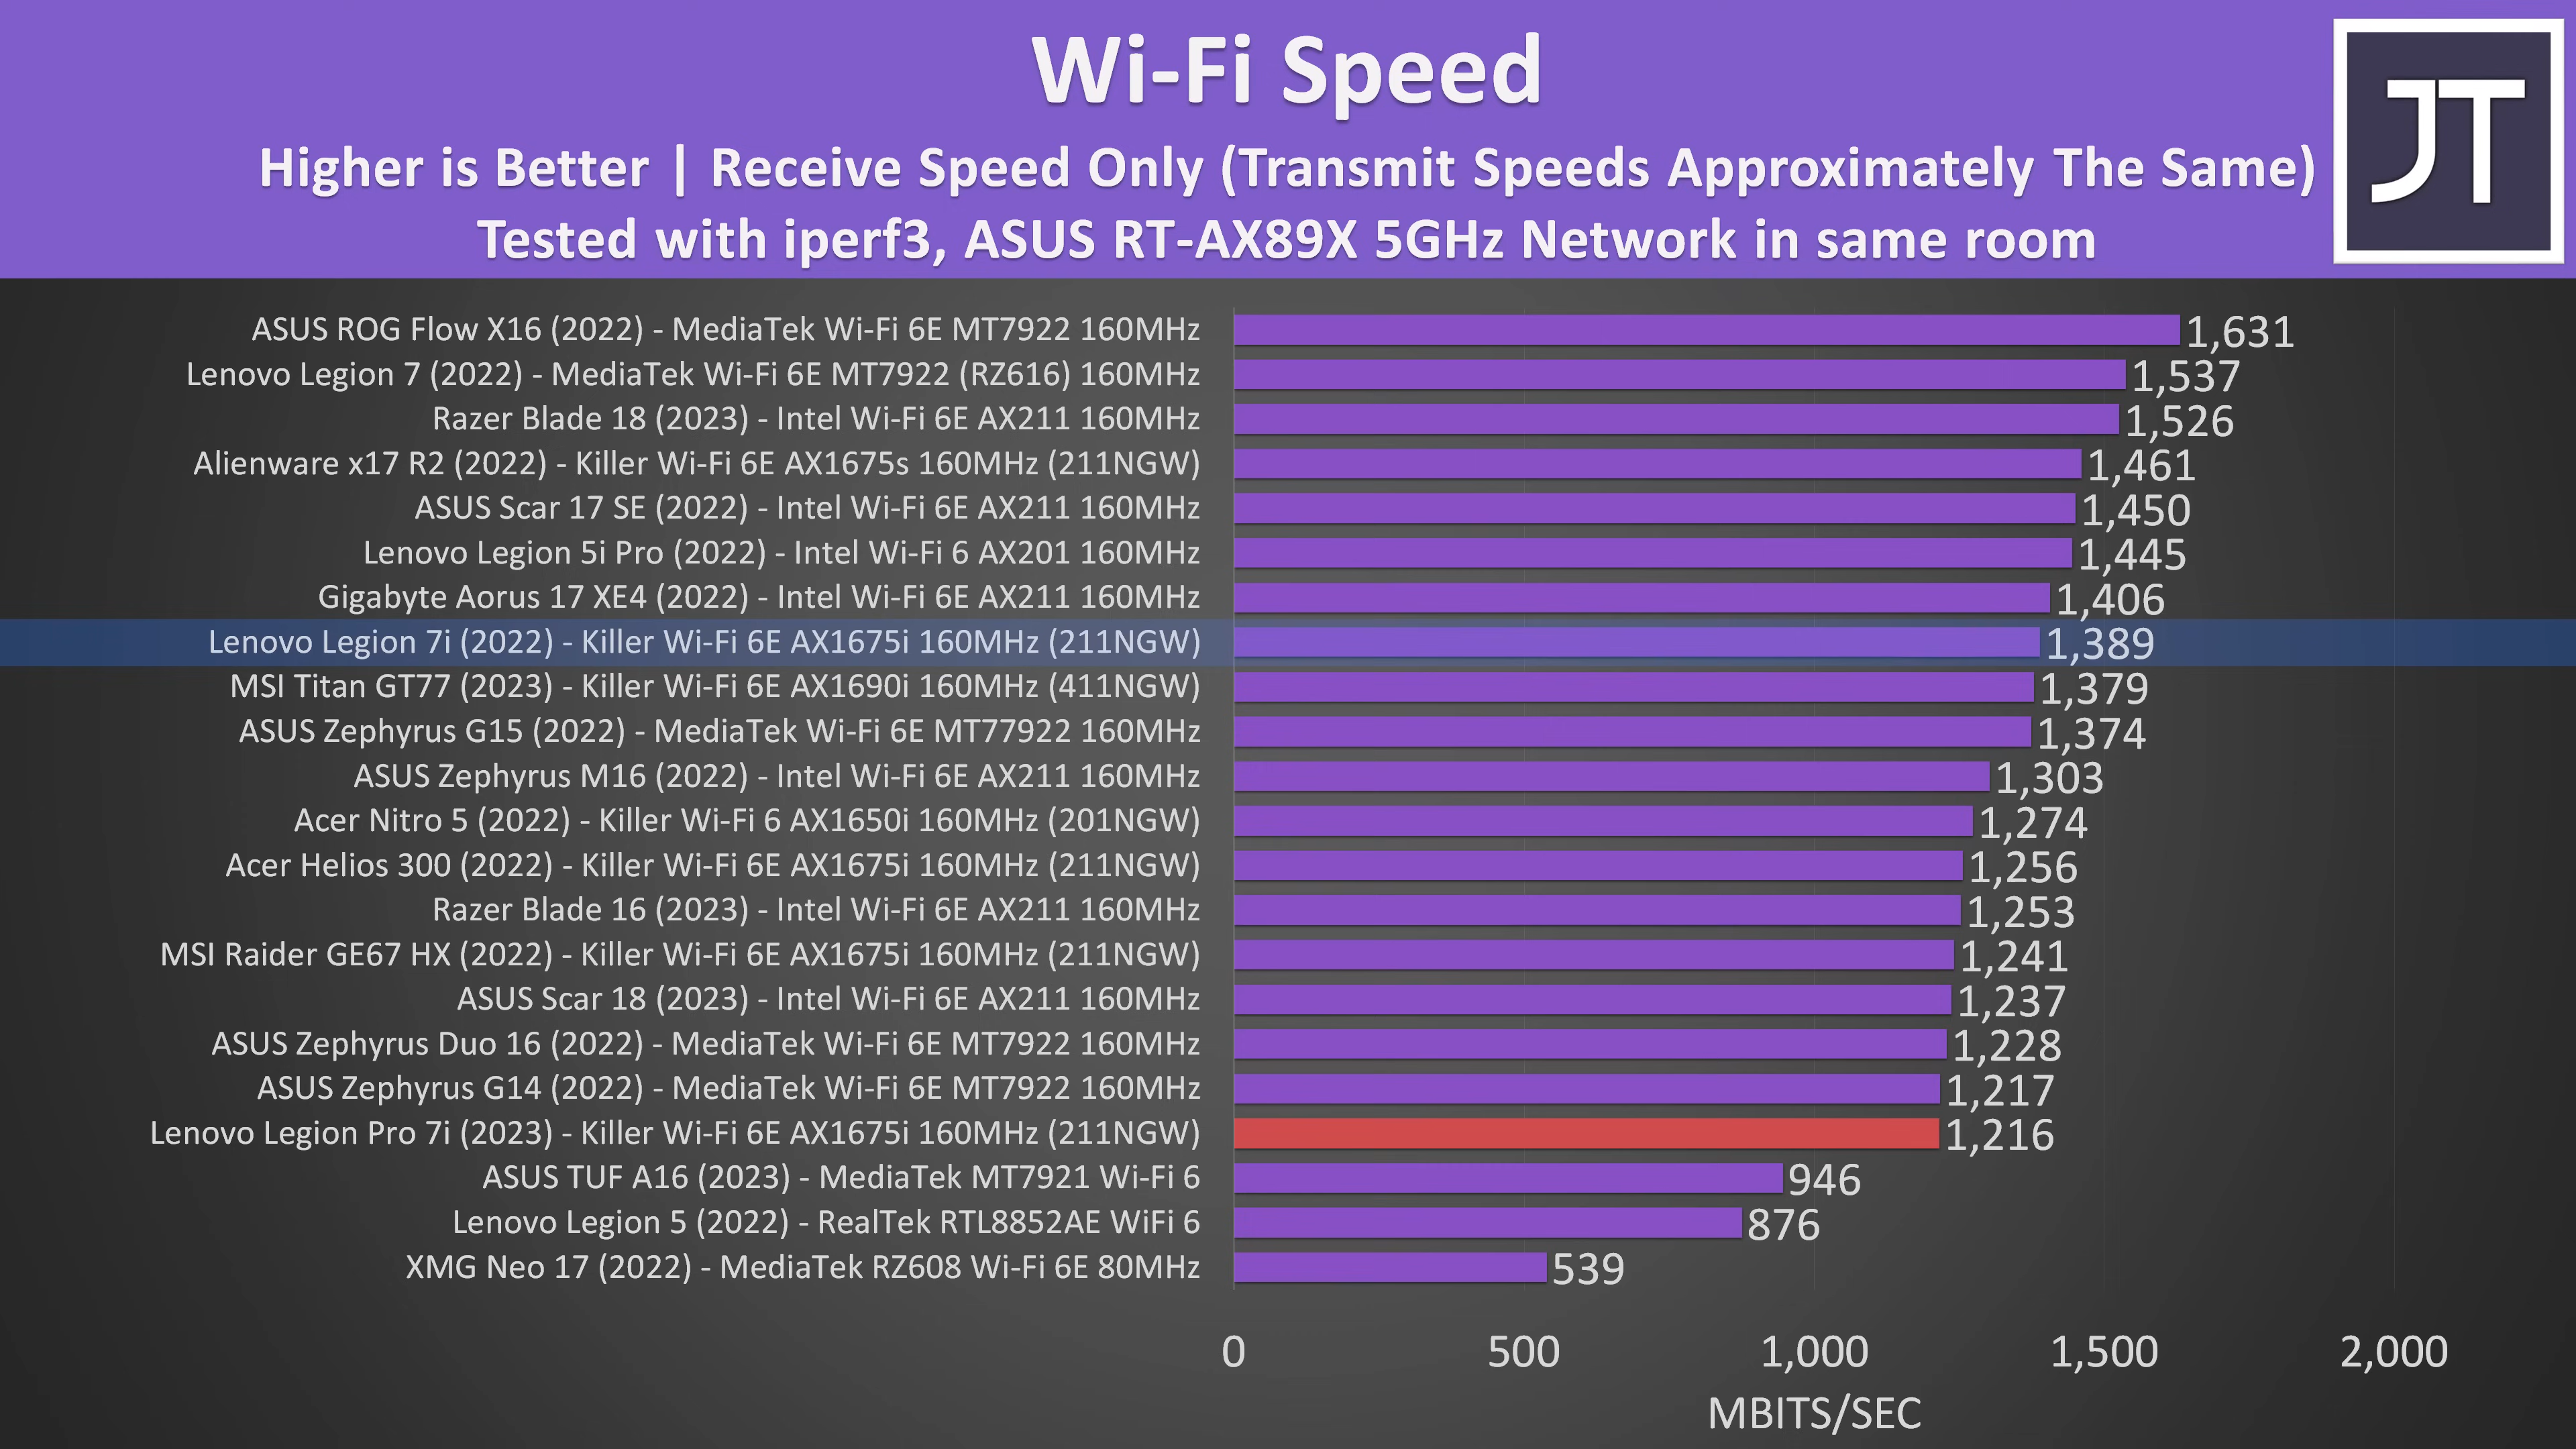 Wi-Fi Speed
Higher is Better | Receive Speed Only (Transmit Speeds Approximately The Same)
Tested with iperf3, ASUS RT-AX89X 5GHz Network in same room
JT
ASUS ROG Flow X16 (2022) - MediaTek Wi-Fi 6E MT7922 160MHz 1,631
Lenovo Legion 7 (2022) - MediaTek Wi-Fi 6E MT7922 (RZ616) 160MHz 1,537
Razer Blade 18 (2023) - Intel Wi-Fi 6E AX211 160MHz 1,526
Alienware x17 R2 (2022) - Killer Wi-Fi 6E AX1675s 160MHz (211NGW) 1,461
ASUS Scar 17 SE (2022) - Intel Wi-Fi 6E AX211 160MHz 1,450
Lenovo Legion 5i Pro (2022) - Intel Wi-Fi 6 AX201 160MHz 1,445
Gigabyte Aorus 17 XE4 (2022) - Intel Wi-Fi 6E AX211 160MHz 1,406
Lenovo Legion 7i (2022) - Killer Wi-Fi 6E AX1675i 160MHz (211NGW) 1,389
MSI Titan GT77 (2023) - Killer Wi-Fi 6E AX1690i 160MHz (411NGW) 1,379
ASUS Zephyrus G15 (2022) - MediaTek Wi-Fi 6E MT77922 160MHz 1,374
ASUS Zephyrus M16 (2022) - Intel Wi-Fi 6E AX211 160MHz 1,303
Acer Nitro 5 (2022) - Killer Wi-Fi 6 AX1650i 160MHz (201NGW) 1,274
Acer Helios 300 (2022) - Killer Wi-Fi 6E AX1675i 160MHz (211NGW) 1,256
Razer Blade 16 (2023) - Intel Wi-Fi 6E AX211 160MHz 1,253
MSI Raider GE67 HX (2022) - Killer Wi-Fi 6E AX1675i 160MHz (211NGW) 1,241
ASUS Scar 18 (2023) - Intel Wi-Fi 6E AX211 160MHz 1,237
ASUS Zephyrus Duo 16 (2022) - MediaTek Wi-Fi 6E MT7922 160MHz 1,228
ASUS Zephyrus G14 (2022) - MediaTek Wi-Fi 6E MT7922 160MHz 1,217
Lenovo Legion Pro 7i (2023) - Killer Wi-Fi 6E AX1675i 160MHz (211NGW) 1,216
ASUS TUF A16 (2023) - MediaTek MT7921 Wi-Fi 6 946
Lenovo Legion 5 (2022) - RealTek RTL8852AE WiFi 6 876
XMG Neo 17 (2022) - MediaTek RZ608 Wi-Fi 6E 80MHz 539
0 500 1,000 1,500 2,000
MBITS/SEC